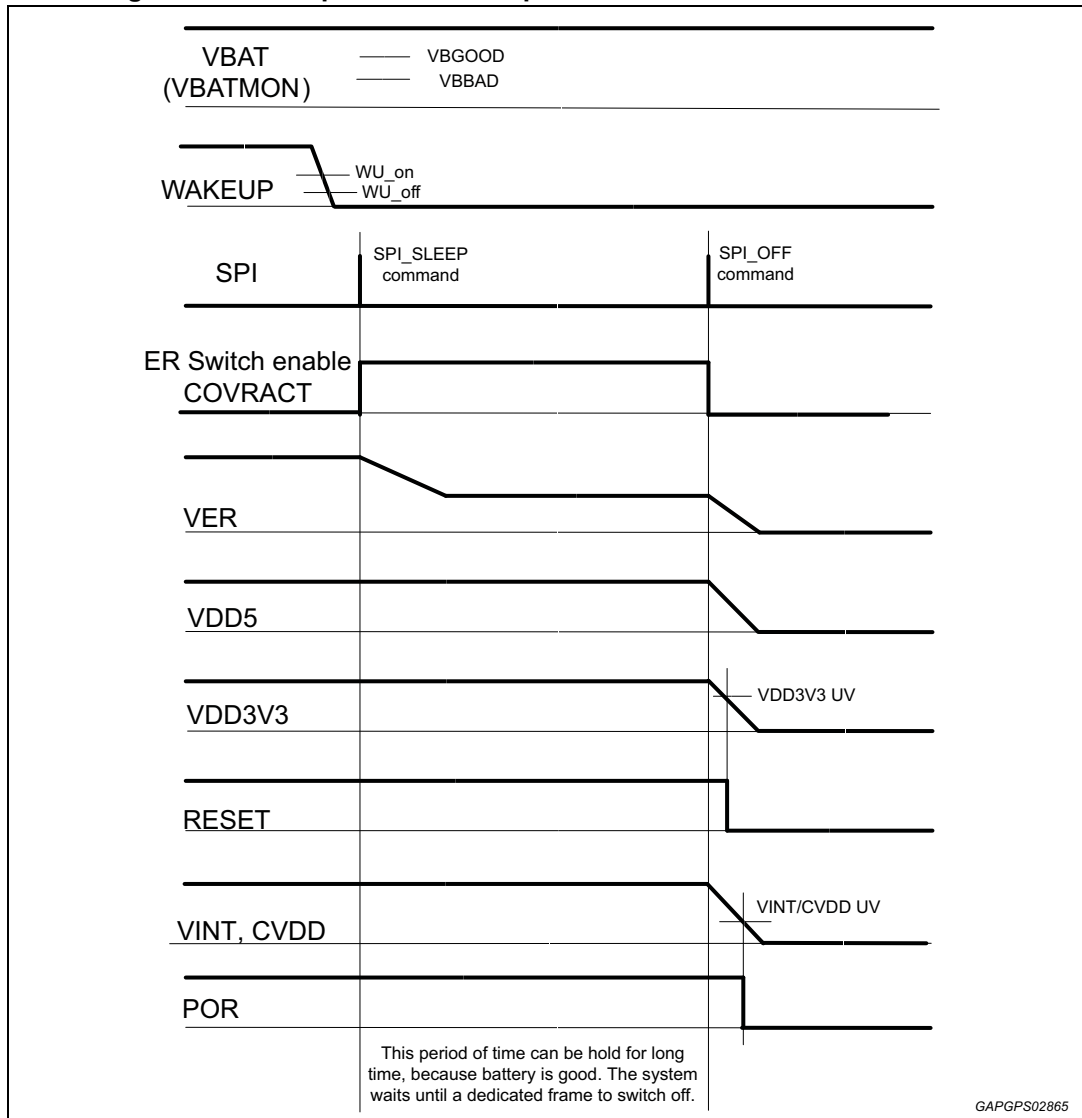 VBAT
(VBATMON)
VBGOOD
VBBAD
WAKEUP
WU_on
WU_off
SPI
SPI_SLEEP
command
SPI_OFF
command
ER Switch enable
COVRACT
VER
VDD5
VDD3V3
VDD3V3 UV
RESET
VINT, CVDD
VINT/CVDD UV
POR
This period of time can be hold for long
time, because battery is good. The system
waits until a dedicated frame to switch off.
GAPGPS02865